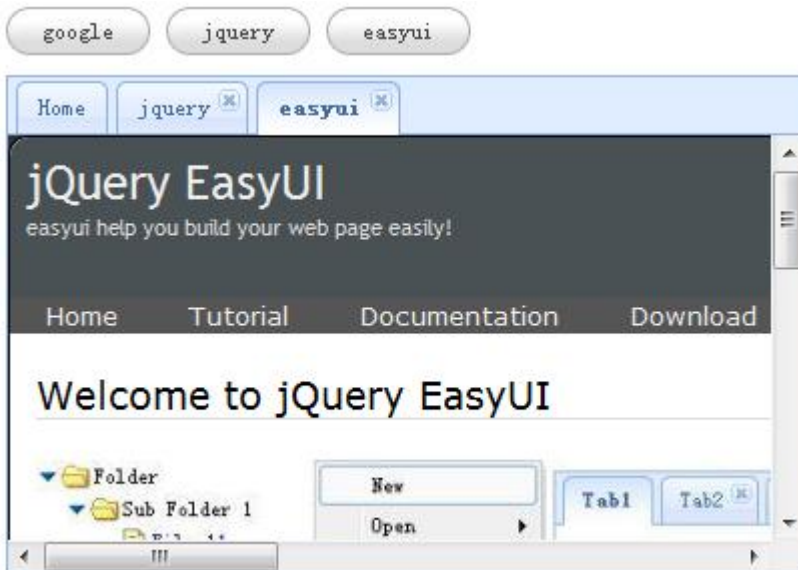 google jquery easyui
Home jquery easyui
jQuery EasyUI
easyui help you build your web page easily!
Home Tutorial Documentation Download
Welcome to jQuery EasyUI
Folder
Sub Folder 1
New
Open
Tab1 Tab2